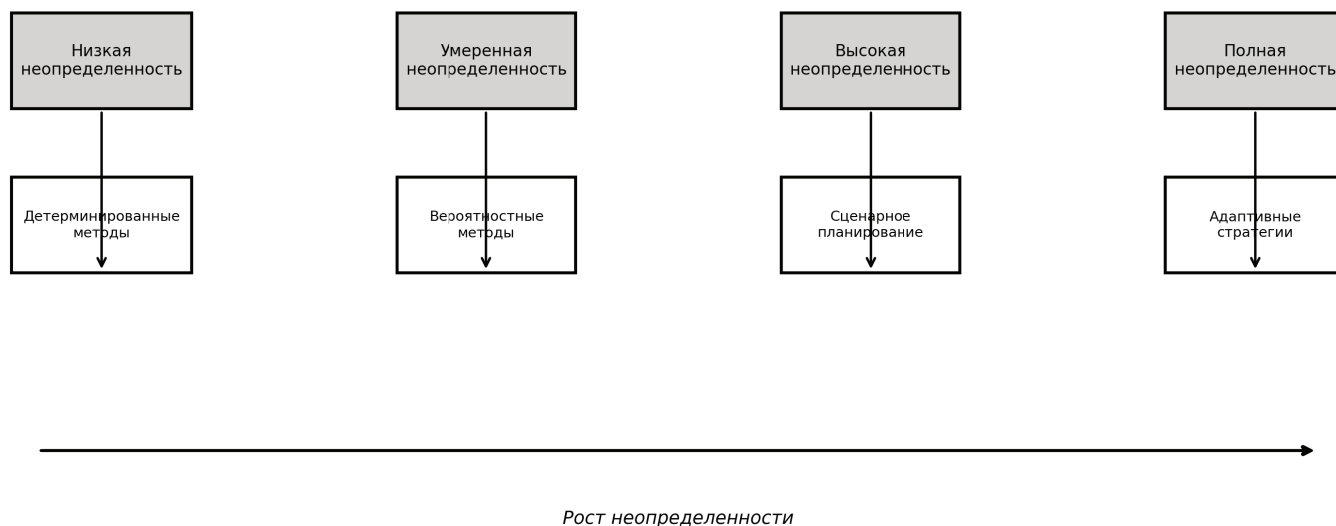 Низкая
неопределенность
Умеренная
неопределенность
Высокая
неопределенность
Полная
неопределенность
Детерминированные
методы
Вероятностные
методы
Сценарное
планирование
Адаптивные
стратегии
Рост неопределенности